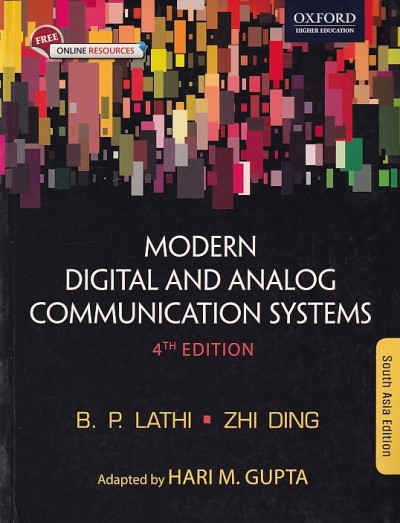 OXFORD
HIGHER EDUCATION
FREE
ONLINE RESOURCES
MODERN
DIGITAL AND ANALOG
COMMUNICATION SYSTEMS
4TH EDITION
B. P. LATHI ▪ ZHI DING
Adapted by HARI M. GUPTA
South Asia Edition